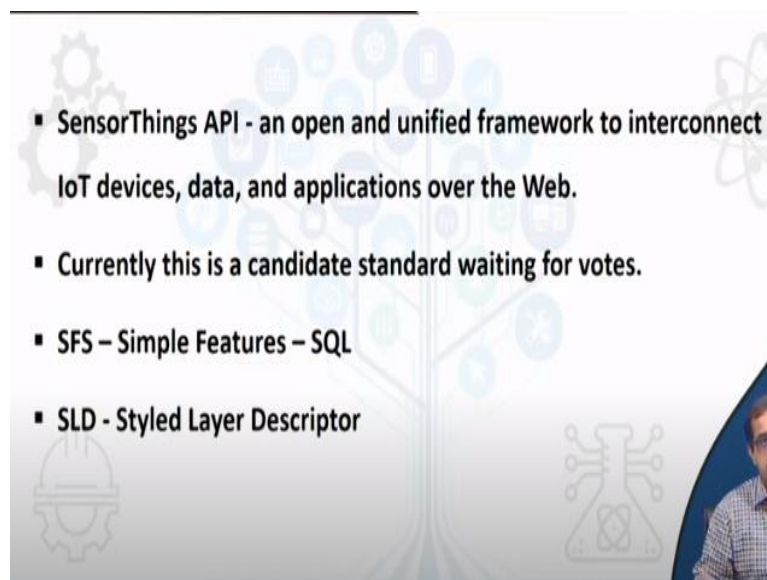 ▪ SensorThings API - an open and unified framework to interconnect
IoT devices, data, and applications over the Web.
▪ Currently this is a candidate standard waiting for votes.
▪ SFS – Simple Features – SQL
▪ SLD - Styled Layer Descriptor